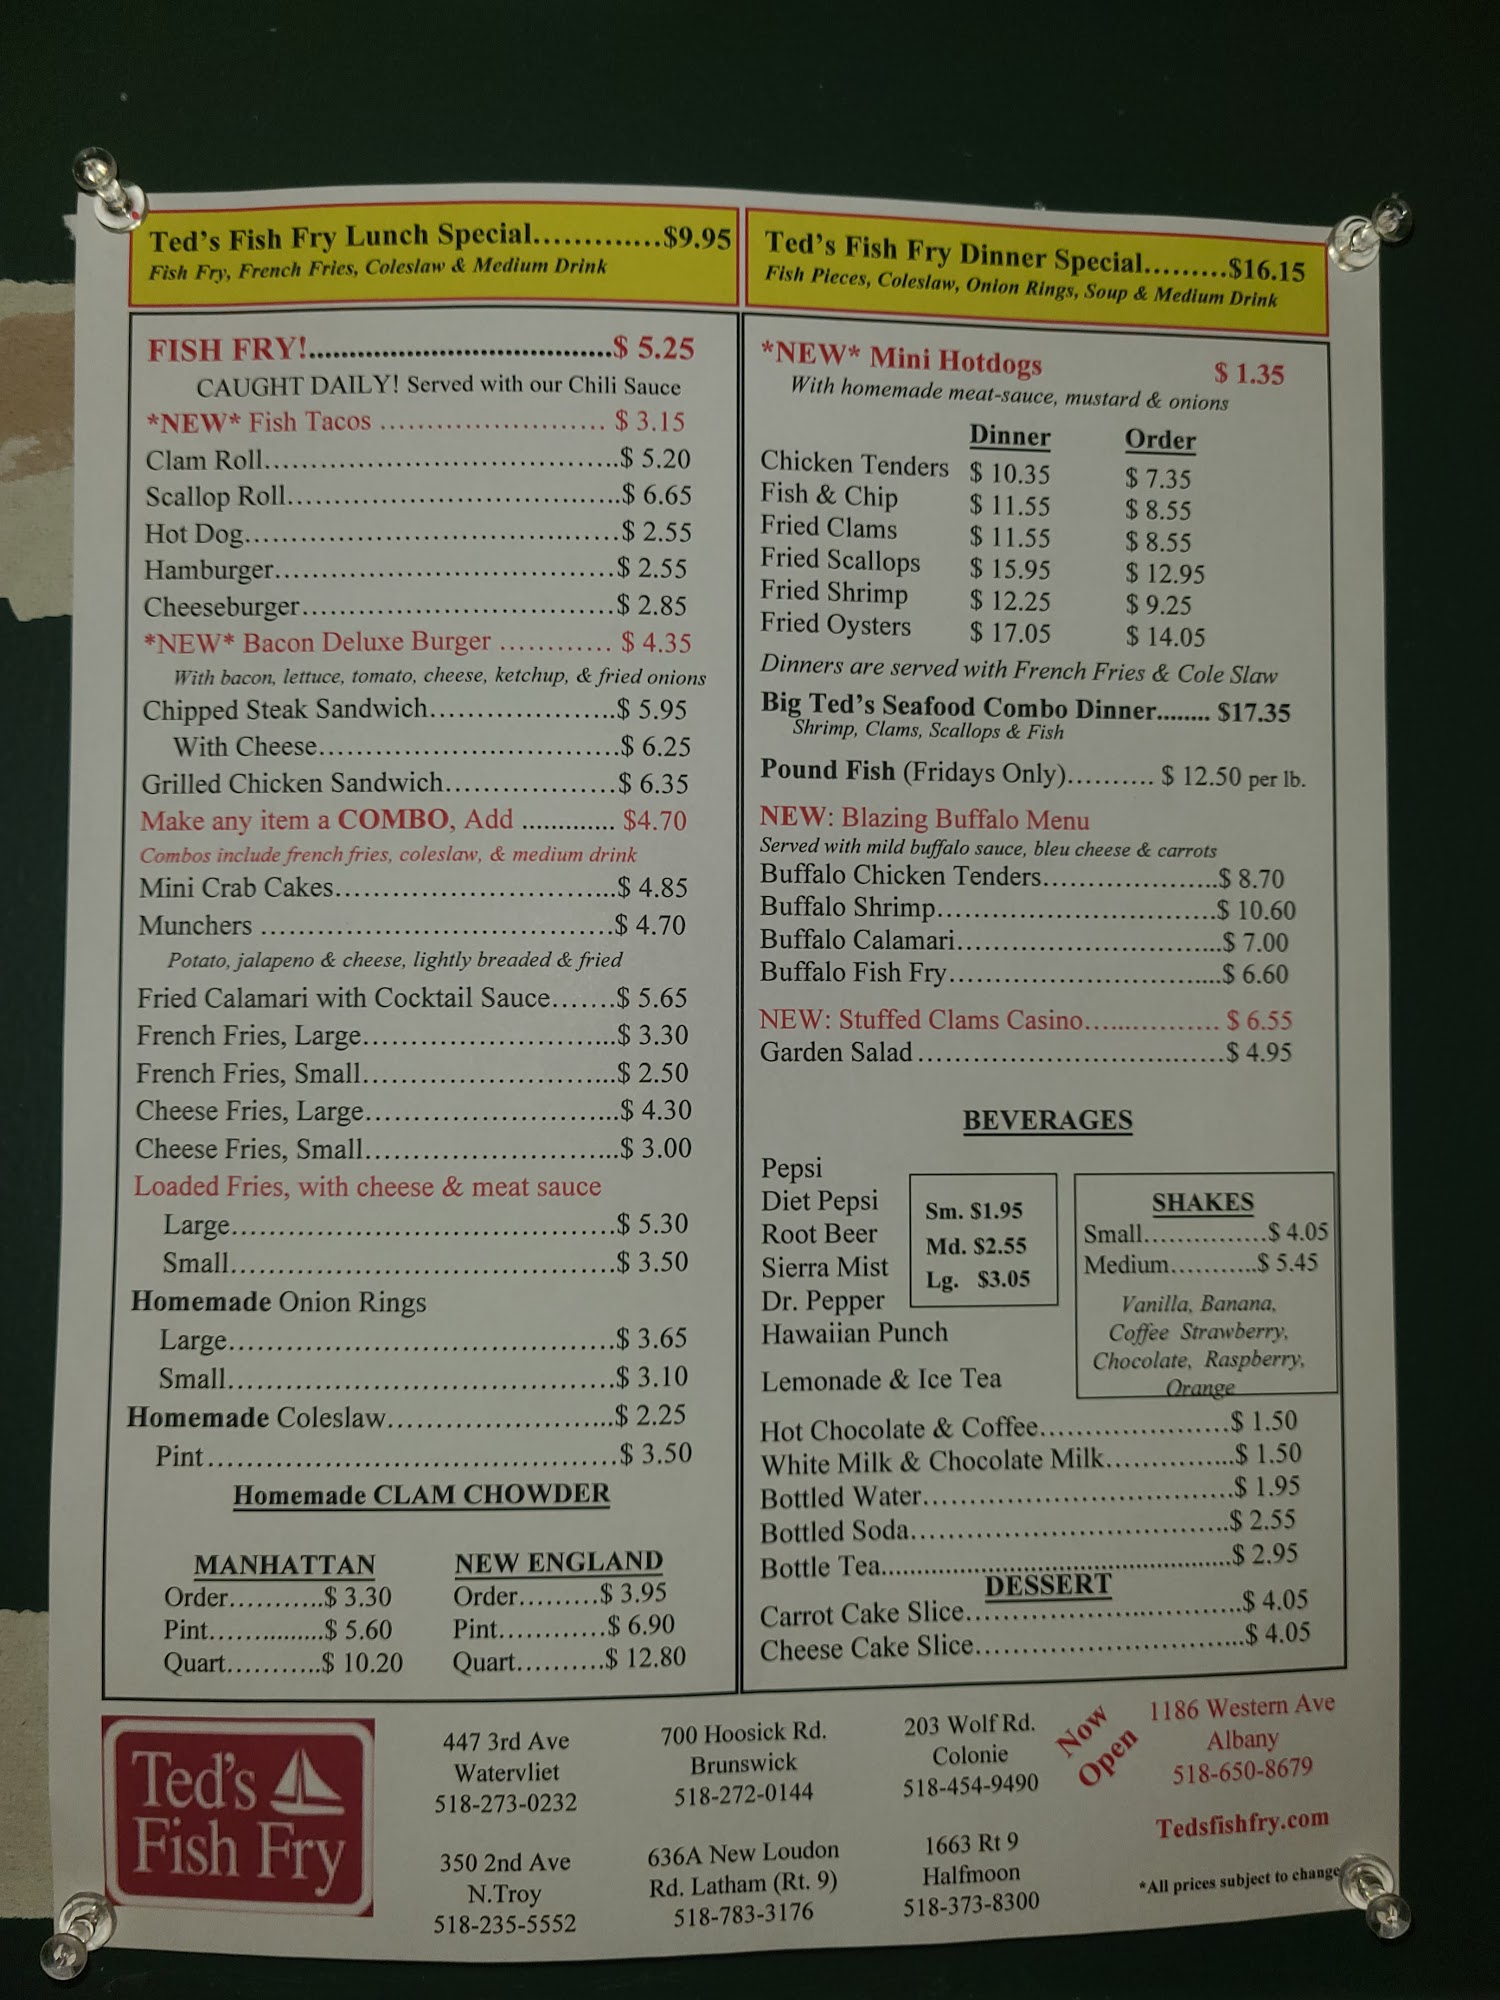 Ted's Fish Fry Lunch Special.............$9.95
Fish Fry, French Fries, Coleslaw & Medium Drink
FISH FRY!......................................$ 5.25
CAUGHT DAILY! Served with our Chili Sauce
*NEW* Fish Tacos ........................ $ 3.15
Clam Roll.......................................$ 5.20
Scallop Roll.....................................$ 6.65
Hot Dog.........................................$ 2.55
Hamburger.....................................$ 2.55
Cheeseburger..................................$ 2.85
*NEW* Bacon Deluxe Burger ............ $ 4.35
With bacon, lettuce, tomato, cheese, ketchup, & fried onions
Chipped Steak Sandwich....................$ 5.95
With Cheese.................................$ 6.25
Grilled Chicken Sandwich...................$ 6.35
Make any item a COMBO, Add ............. $4.70
Combos include french fries, coleslaw, & medium drink
Mini Crab Cakes...............................$ 4.85
Munchers .......................................$ 4.70
Potato, jalapeno & cheese, lightly breaded & fried
Fried Calamari with Cocktail Sauce.......$ 5.65
French Fries, Large............................$ 3.30
French Fries, Small............................$ 2.50
Cheese Fries, Large............................$ 4.30
Cheese Fries, Small............................$ 3.00
Loaded Fries, with cheese & meat sauce
Large..........................................$ 5.30
Small..........................................$ 3.50
Homemade Onion Rings
Large..........................................$ 3.65
Small..........................................$ 3.10
Homemade Coleslaw.........................$ 2.25
Pint.............................................$ 3.50
Homemade CLAM CHOWDER
MANHATTAN
Order...........$ 3.30
Pint..............$ 5.60
Quart...........$ 10.20
NEW ENGLAND
Order.........$ 3.95
Pint............$ 6.90
Quart..........$ 12.80
Ted's Fish Fry Dinner Special.........$16.15
Fish Pieces, Coleslaw, Onion Rings, Soup & Medium Drink
*NEW* Mini Hotdogs $ 1.35
With homemade meat-sauce, mustard & onions
Dinner Order
Chicken Tenders $ 10.35 $ 7.35
Fish & Chip $ 11.55 $ 8.55
Fried Clams $ 11.55 $ 8.55
Fried Scallops $ 15.95 $ 12.95
Fried Shrimp $ 12.25 $ 9.25
Fried Oysters $ 17.05 $ 14.05
Dinners are served with French Fries & Cole Slaw
Big Ted's Seafood Combo Dinner........ $17.35
Shrimp, Clams, Scallops & Fish
Pound Fish (Fridays Only).......... $ 12.50 per lb.
NEW: Blazing Buffalo Menu
Served with mild buffalo sauce, bleu cheese & carrots
Buffalo Chicken Tenders....................$ 8.70
Buffalo Shrimp...............................$ 10.60
Buffalo Calamari.............................$ 7.00
Buffalo Fish Fry..............................$ 6.60
NEW: Stuffed Clams Casino............... $ 6.55
Garden Salad ..................................$ 4.95
BEVERAGES
Pepsi
Diet Pepsi
Root Beer
Sierra Mist
Dr. Pepper
Hawaiian Punch
Lemonade & Ice Tea
Sm. $1.95
Md. $2.55
Lg. $3.05
SHAKES
Small...............$ 4.05
Medium...........$ 5.45
Vanilla, Banana,
Coffee Strawberry,
Chocolate, Raspberry,
Orange
Hot Chocolate & Coffee.....................$ 1.50
White Milk & Chocolate Milk..............$ 1.50
Bottled Water..................................$ 1.95
Bottled Soda...................................$ 2.55
Bottle Tea.......................................$ 2.95
DESSERT
Carrot Cake Slice..............................$ 4.05
Cheese Cake Slice.............................$ 4.05
Ted's
Fish Fry
447 3rd Ave
Watervliet
518-273-0232
700 Hoosick Rd.
Brunswick
518-272-0144
203 Wolf Rd.
Colonie
518-454-9490
Now
Open
1186 Western Ave
Albany
518-650-8679
350 2nd Ave
N.Troy
518-235-5552
636A New Loudon
Rd. Latham (Rt. 9)
518-783-3176
1663 Rt 9
Halfmoon
518-373-8300
Tedsfishfry.com
*All prices subject to change